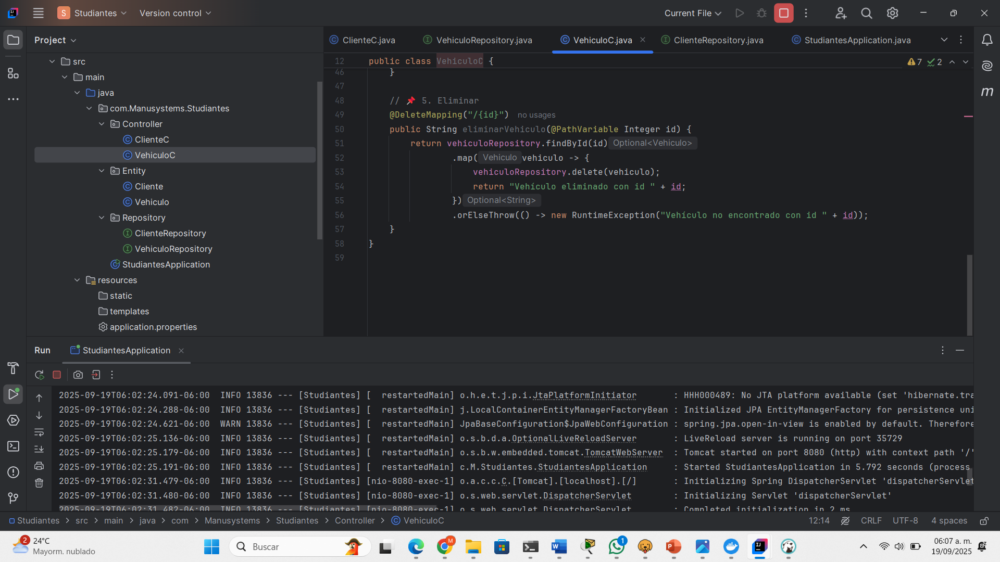 Studiantes
Version control
Current File
Project
src
main
java
com.Manusystems.Studiantes
Controller
ClienteC
VehiculoC
Entity
Cliente
Vehiculo
Repository
ClienteRepository
VehiculoRepository
StudiantesApplication
resources
static
templates
application.properties
ClienteC.java
VehiculoRepository.java
VehiculoC.java
ClienteRepository.java
StudiantesApplication.java
12 public class VehiculoC {
7 2
46 }
47
48 // 📌 5. Eliminar
49 @DeleteMapping("/{id}") no usages
50 public String eliminarVehiculo(@PathVariable Integer id) {
51 return vehiculoRepository.findById(id) Optional<Vehiculo>
52 .map( Vehiculo vehiculo -> {
53 vehiculoRepository.delete(vehiculo);
54 return "Vehículo eliminado con id " + id;
55 }) Optional<String>
56 .orElseThrow(() -> new RuntimeException("Vehículo no encontrado con id " + id));
57 }
58 }
59
Run
StudiantesApplication
2025-09-19T06:02:24.091-06:00 INFO 13836 --- [Studiantes] [ restartedMain] o.h.e.t.j.p.i.JtaPlatformInitiator : HHH000489: No JTA platform available (set 'hibernate.tra
2025-09-19T06:02:24.288-06:00 INFO 13836 --- [Studiantes] [ restartedMain] j.LocalContainerEntityManagerFactoryBean : Initialized JPA EntityManagerFactory for persistence uni
2025-09-19T06:02:24.621-06:00 WARN 13836 --- [Studiantes] [ restartedMain] JpaBaseConfiguration$JpaWebConfiguration : spring.jpa.open-in-view is enabled by default. Therefore
2025-09-19T06:02:25.136-06:00 INFO 13836 --- [Studiantes] [ restartedMain] o.s.b.d.a.OptionalLiveReloadServer : LiveReload server is running on port 35729
2025-09-19T06:02:25.179-06:00 INFO 13836 --- [Studiantes] [ restartedMain] o.s.b.w.embedded.tomcat.TomcatWebServer : Tomcat started on port 8080 (http) with context path '/'
2025-09-19T06:02:25.191-06:00 INFO 13836 --- [Studiantes] [ restartedMain] c.M.Studiantes.StudiantesApplication : Started StudiantesApplication in 5.792 seconds (process
2025-09-19T06:02:31.479-06:00 INFO 13836 --- [Studiantes] [nio-8080-exec-1] o.a.c.c.C.[Tomcat].[localhost].[/] : Initializing Spring DispatcherServlet 'dispatcherServlet
2025-09-19T06:02:31.480-06:00 INFO 13836 --- [Studiantes] [nio-8080-exec-1] o.s.web.servlet.DispatcherServlet : Initializing Servlet 'dispatcherServlet'
2025-09-19T06:02:31.482-06:00 INFO 13836 --- [Studiantes] [nio-8080-exec-1] o.s.web.servlet.DispatcherServlet : Completed initialization in 2 ms
Studiantes > src > main > java > com > Manusystems > Studiantes > Controller > VehiculoC
12:14 CRLF UTF-8 4 spaces
2
24°C
Mayorm. nublado
Buscar
M
1
06:07 a. m.
19/09/2025